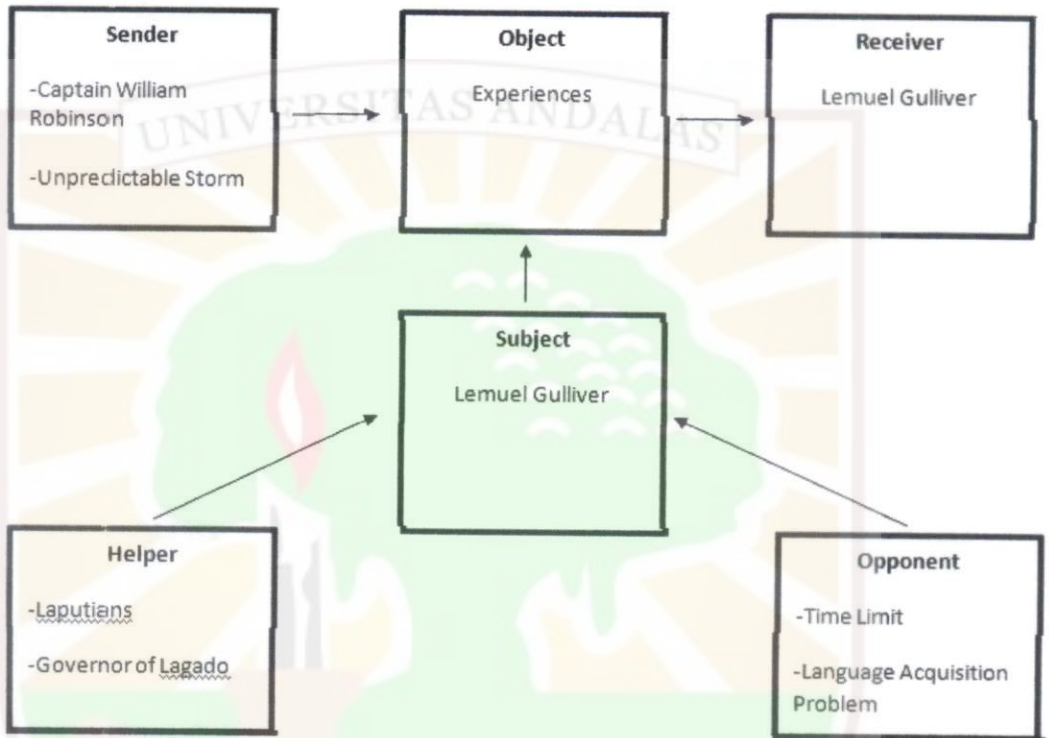 Sender
-Captain William
Robinson
-Unpredictable Storm
Object
Experiences
Receiver
Lemuel Gulliver
UNIVERSITAS ANDALAS
Subject
Lemuel Gulliver
Helper
-Laputians
-Governor of Lagado
Opponent
-Time Limit
-Language Acquisition
Problem